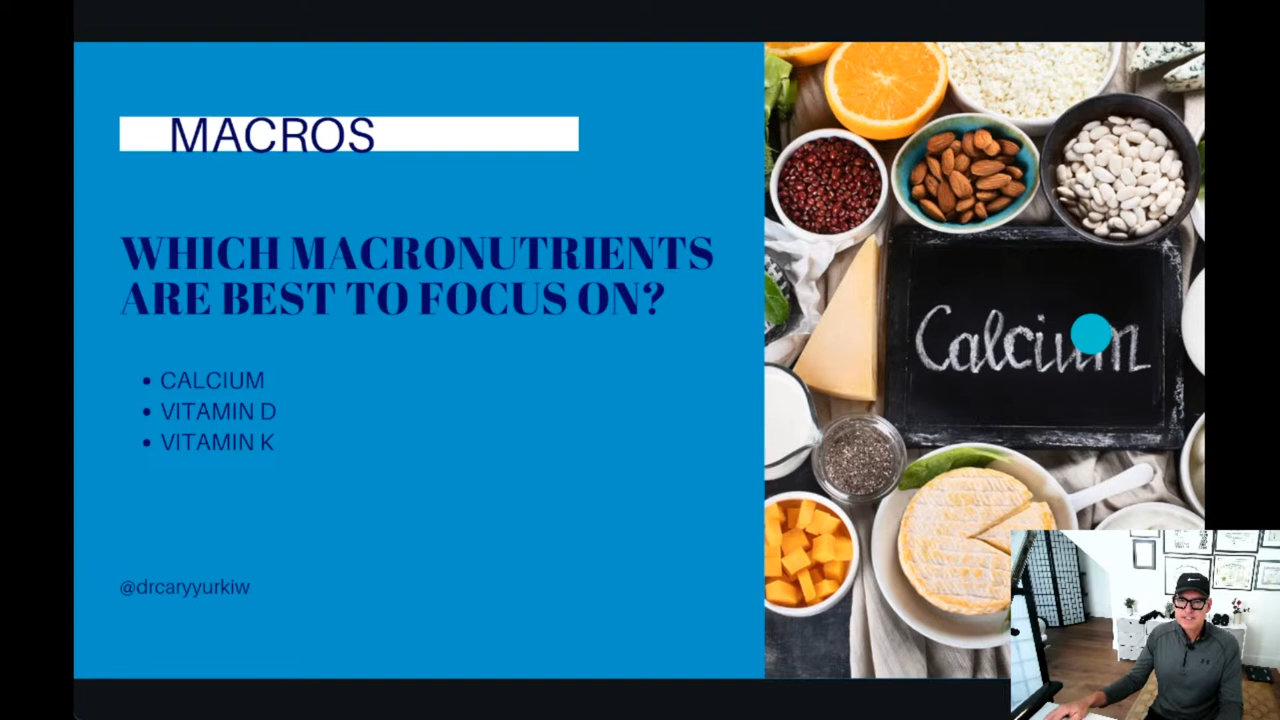 MACROS
WHICH MACRONUTRIENTS
ARE BEST TO FOCUS ON?
• CALCIUM
• VITAMIN D
• VITAMIN K
@drcaryyurkiw
Calcium